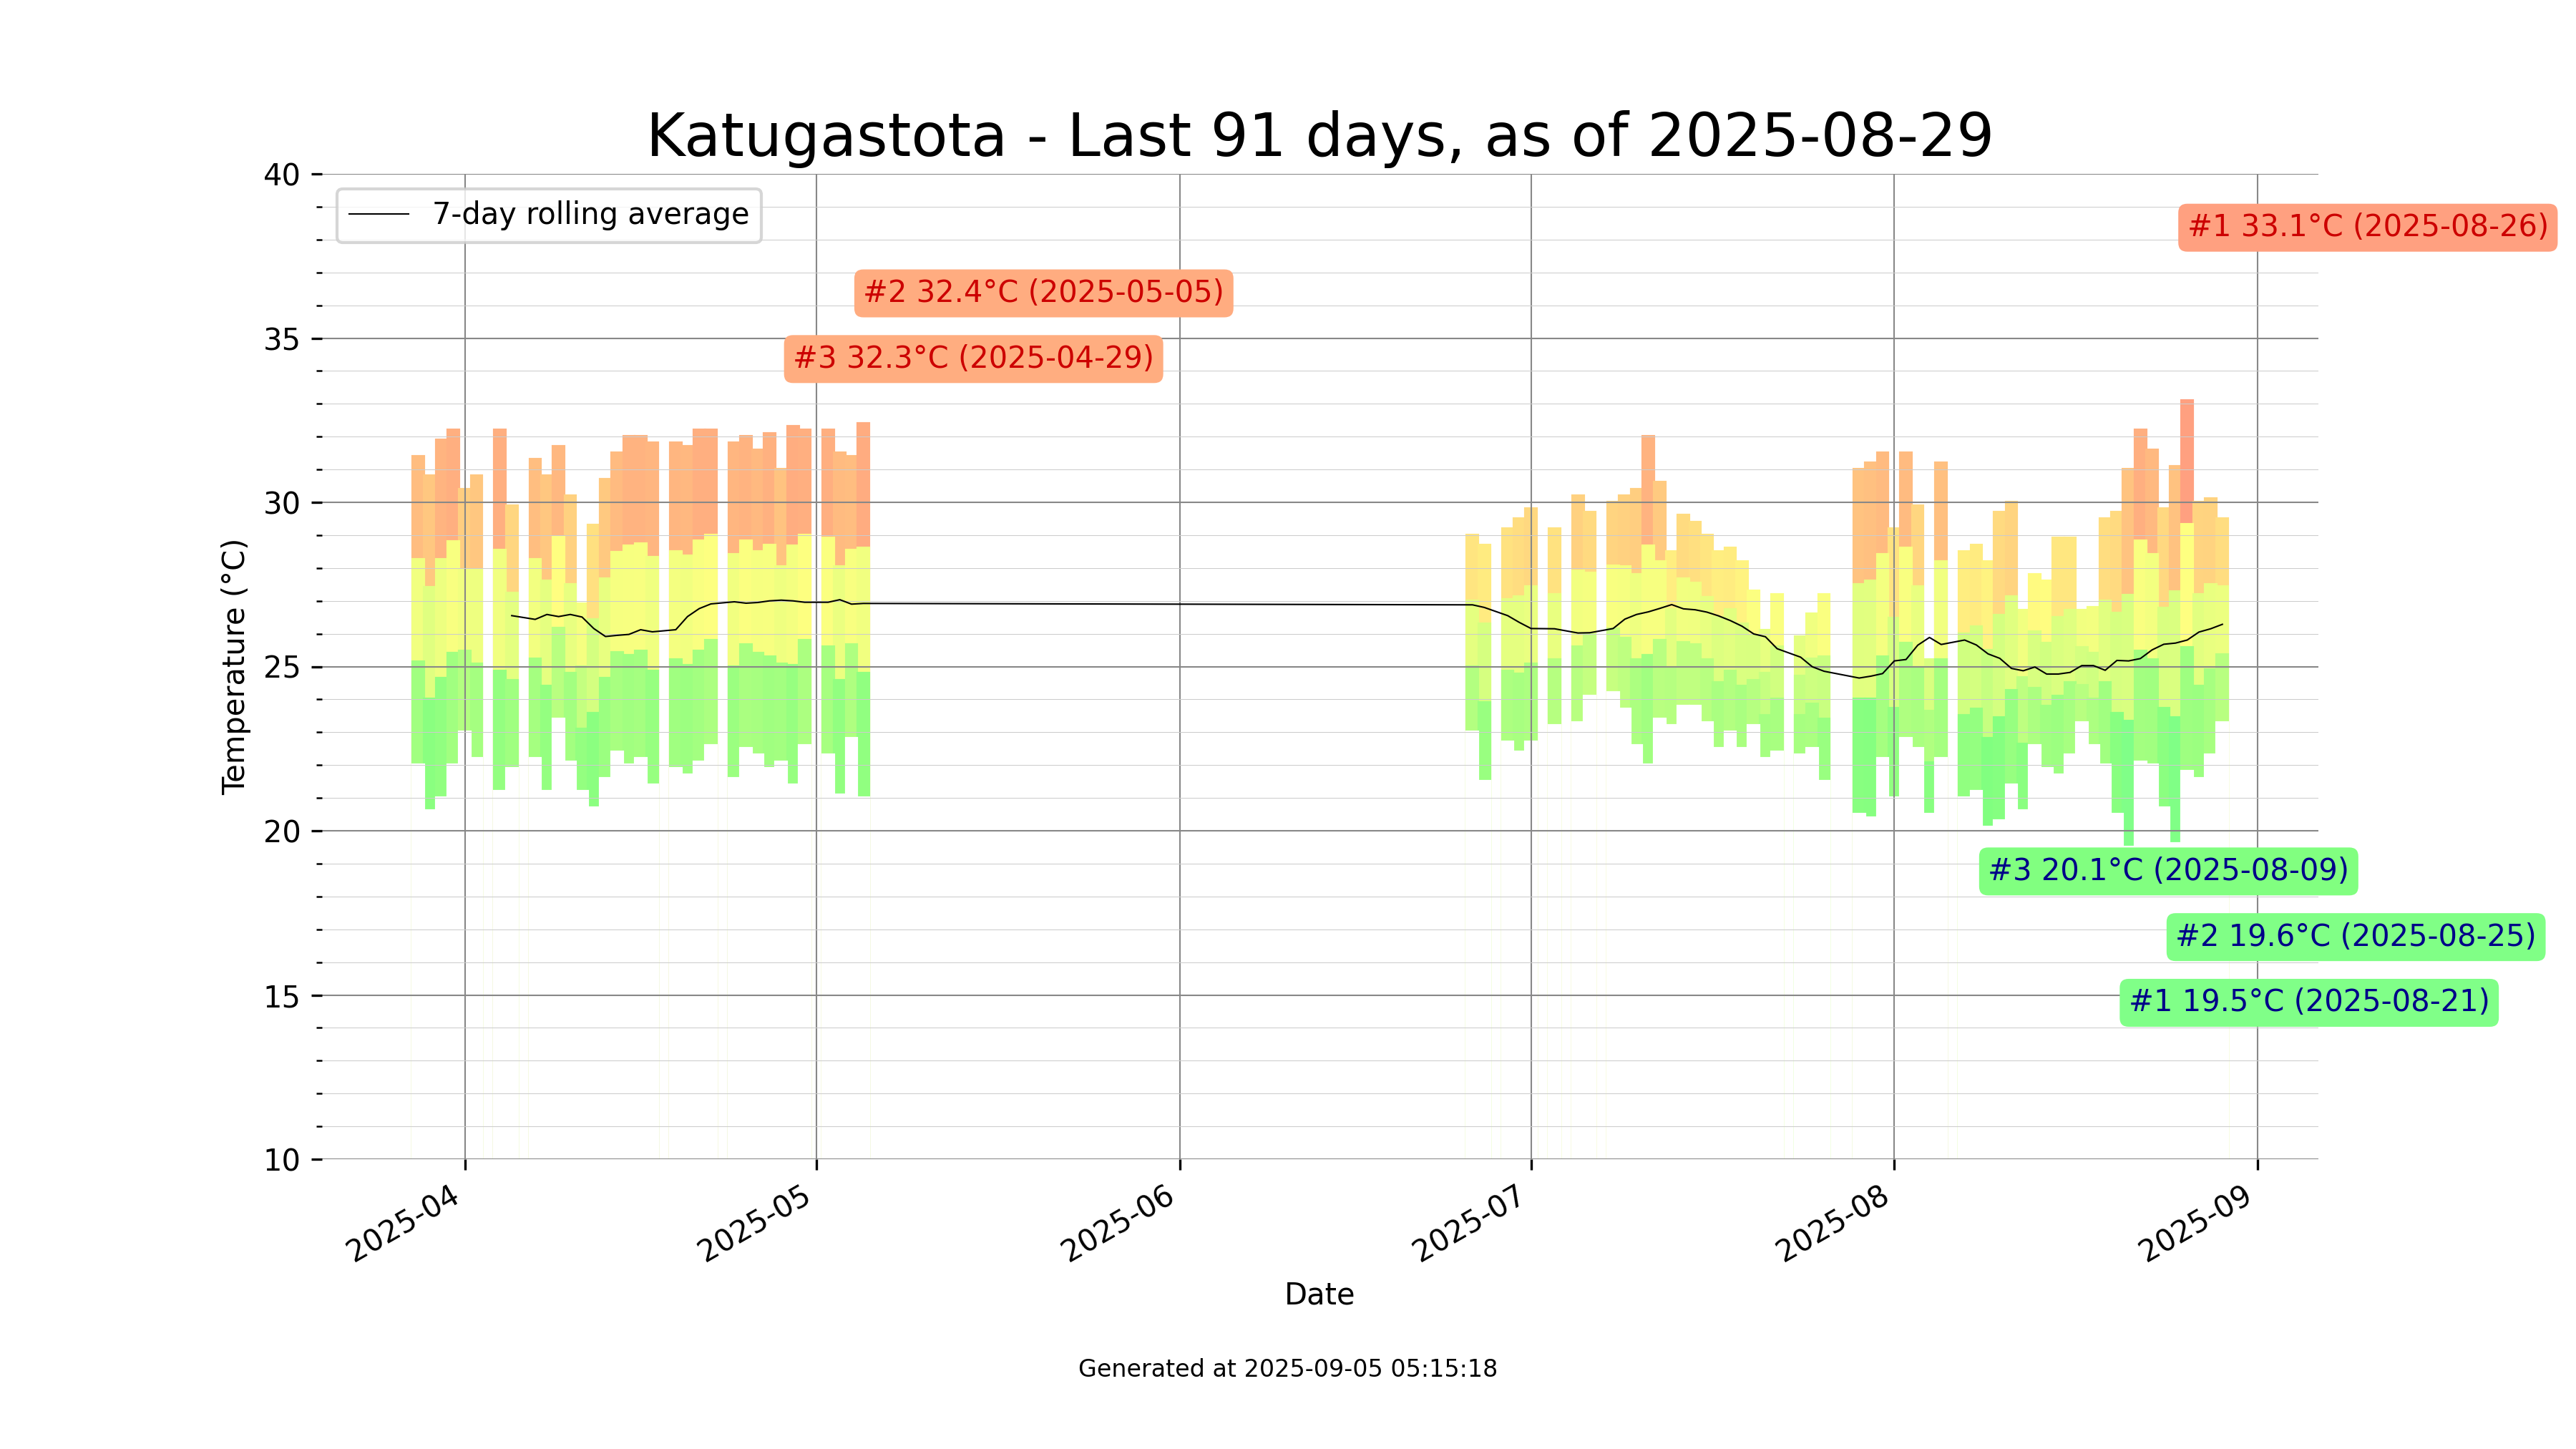 Katugastota - Last 91 days, as of 2025-08-29
40
7-day rolling average
#1 33.1°C (2025-08-26)
#2 32.4°C (2025-05-05)
35
#3 32.3°C (2025-04-29)
30
25
Temperature (°C)
20
#3 20.1°C (2025-08-09)
#2 19.6°C (2025-08-25)
15
#1 19.5°C (2025-08-21)
10
2025-04
2025-05
2025-06
2025-07
2025-08
2025-09
Date
Generated at 2025-09-05 05:15:18